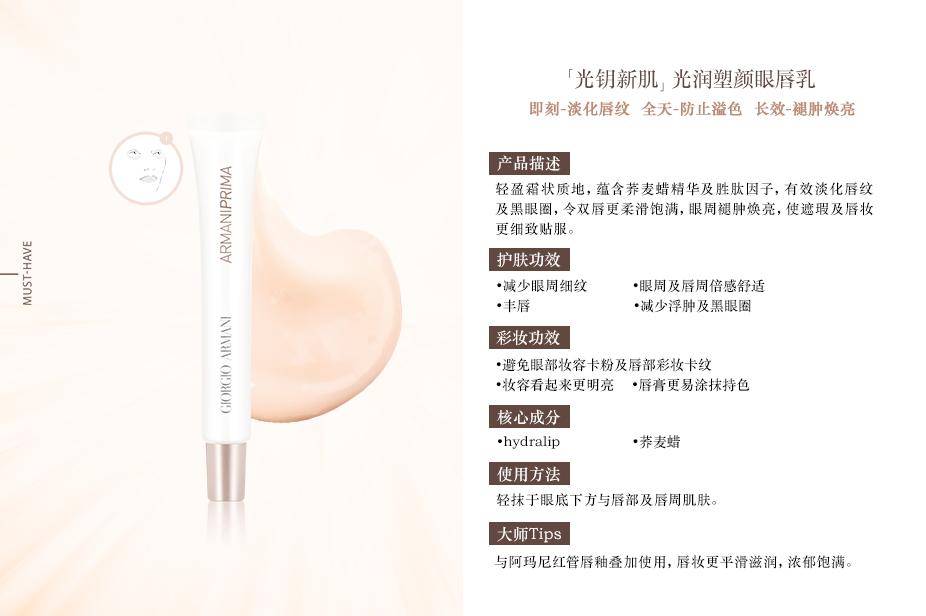 「光钥新肌」光润塑颜眼唇乳
即刻-淡化唇纹 全天-防止溢色 长效-褪肿焕亮
产品描述
轻盈霜状质地，蕴含荞麦蜡精华及胜肽因子，有效淡化唇纹
及黑眼圈，令双唇更柔滑饱满，眼周褪肿焕亮，使遮瑕及唇妆
更细致贴服。
护肤功效
•减少眼周细纹 •眼周及唇周倍感舒适
•丰唇 •减少浮肿及黑眼圈
彩妆功效
•避免眼部妆容卡粉及唇部彩妆卡纹
•妆容看起来更明亮 •唇膏更易涂抹持色
核心成分
•hydralip •荞麦蜡
使用方法
轻抹于眼底下方与唇部及唇周肌肤。
大师Tips
与阿玛尼红管唇釉叠加使用，唇妆更平滑滋润，浓郁饱满。
MUST-HAVE
ARMANIPRIMA
GIORGIO ARMANI